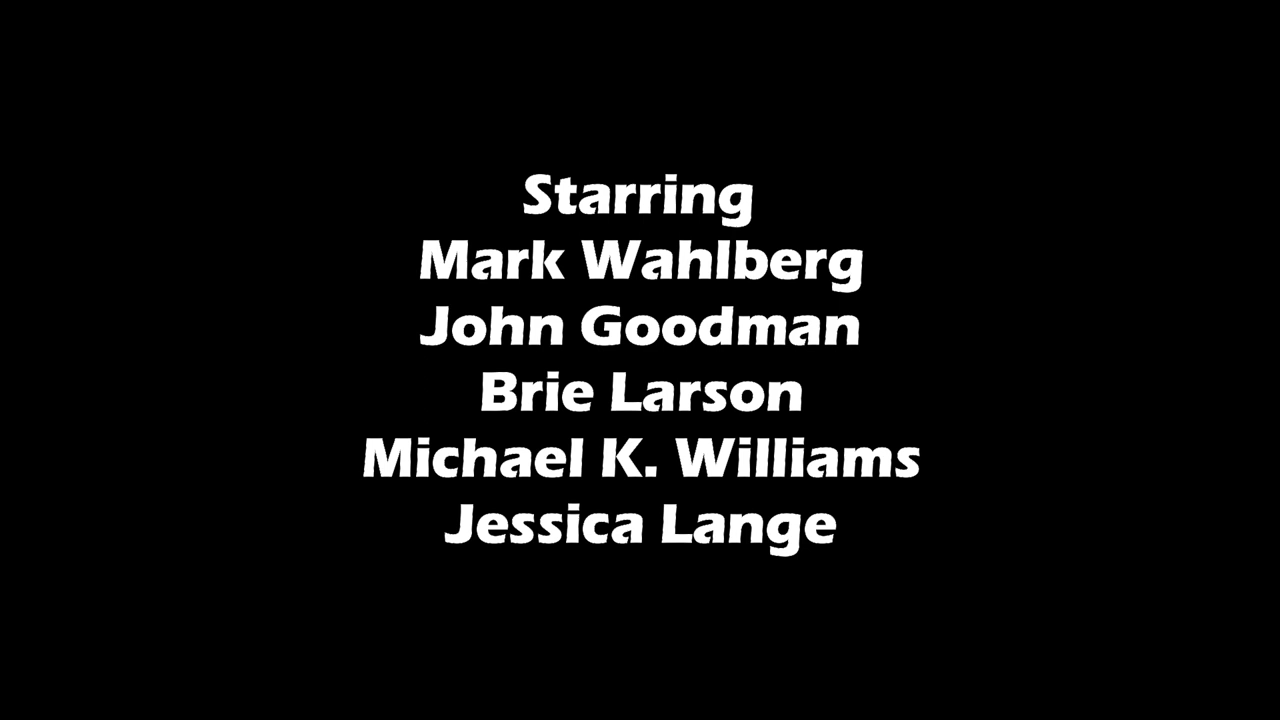 Starring
Mark Wahlberg
John Goodman
Brie Larson
Michael K. Williams
Jessica Lange